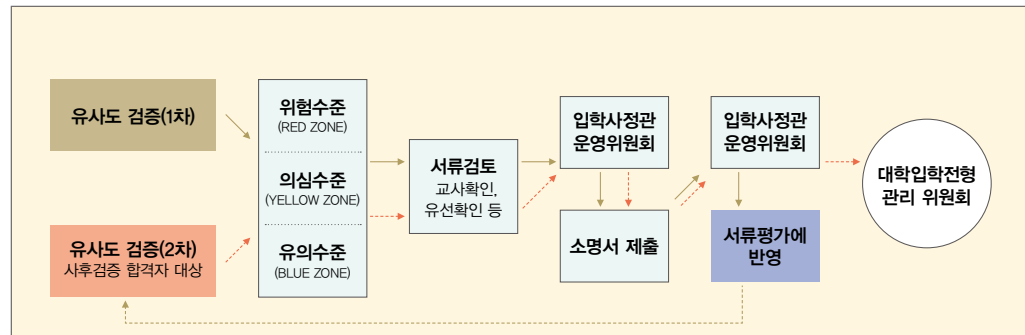 유사도 검증(1차)
유사도 검증(2차)
사후검증 합격자 대상
위험수준
(RED ZONE)
의심수준
(YELLOW ZONE)
유의수준
(BLUE ZONE)
서류검토
교사확인,
유선확인 등
입학사정관
운영위원회
소명서 제출
입학사정관
운영위원회
서류평가에
반영
대학입학전형
관리 위원회